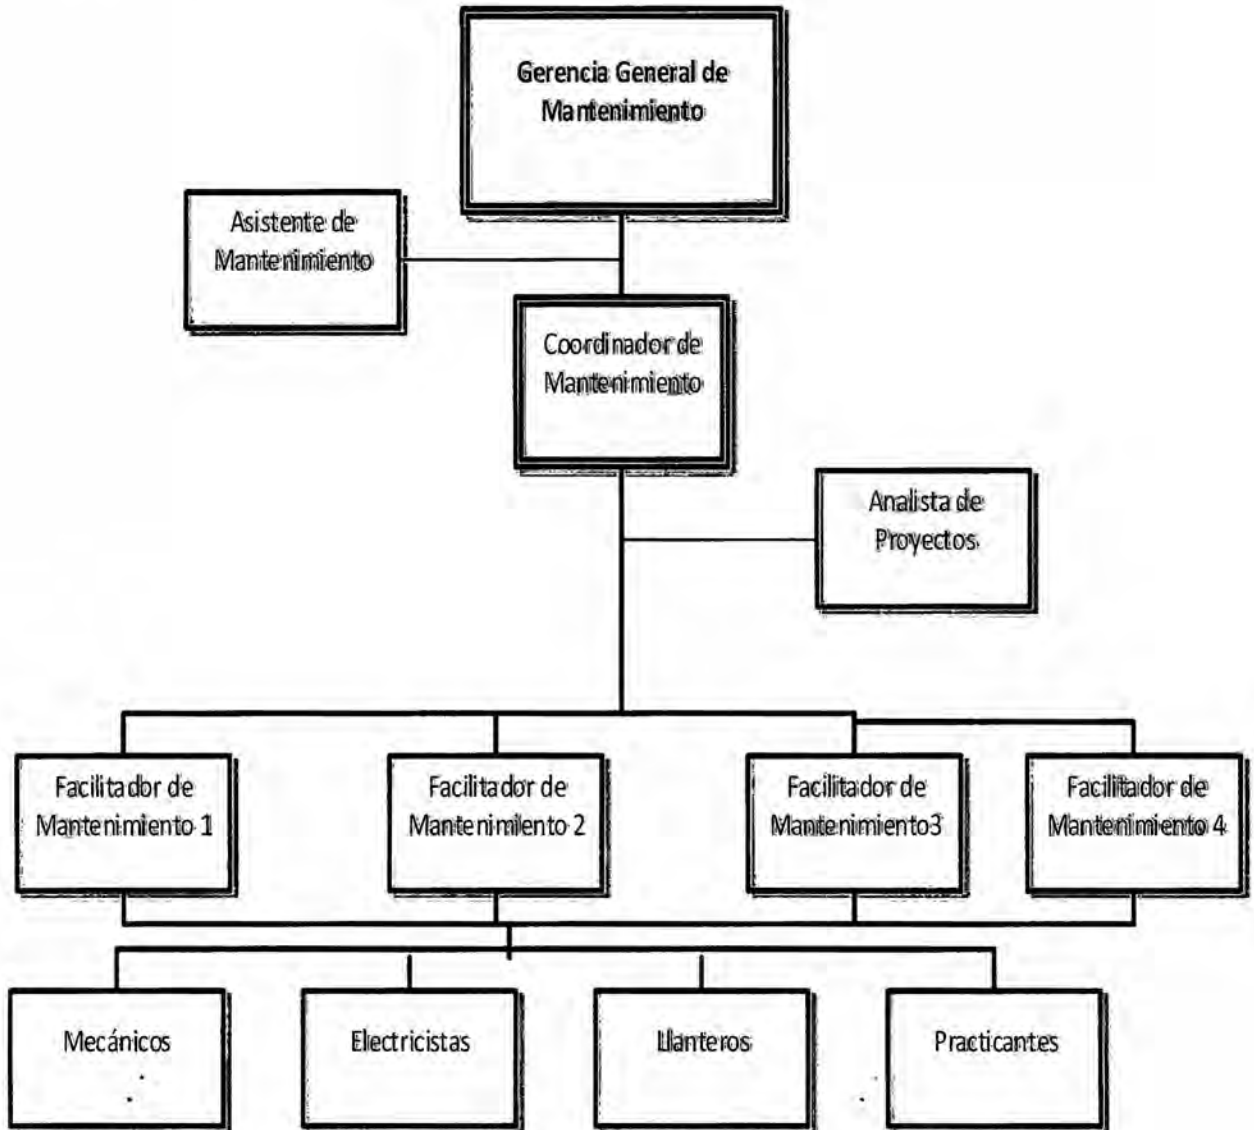 Gerencia General de
Mantenimiento
Asistente de
Mantenimiento
Coordinador de
Mantenimiento
Analista de
Proyectos
Facilitador de
Mantenimiento 1
Facilitador de
Mantenimiento 2
Facilitador de
Mantenimiento3
Facilitador de
Mantenimiento 4
Mecánicos
Electricistas
Llanteros
Practicantes